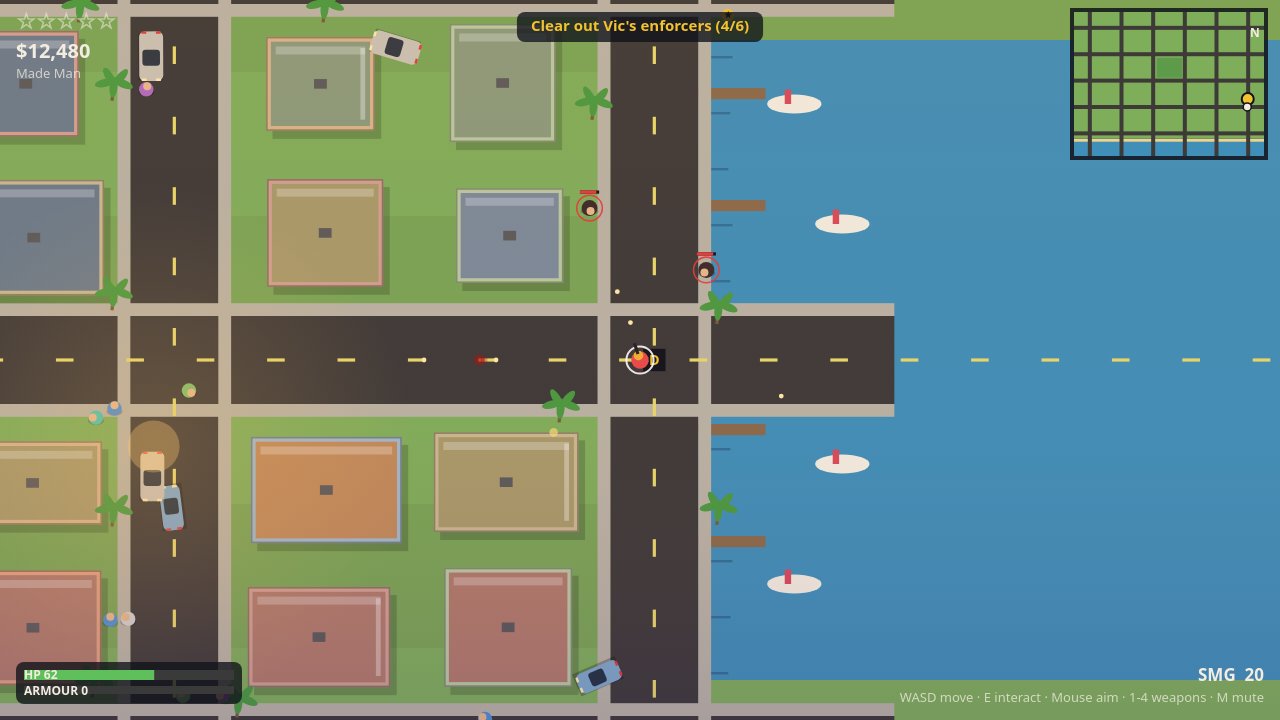 Clear out Vic's enforcers (4/6)
$12,480
Made Man
N
D
HP 62
ARMOUR 0
SMG 20
WASD move · E interact · Mouse aim · 1-4 weapons · M mute